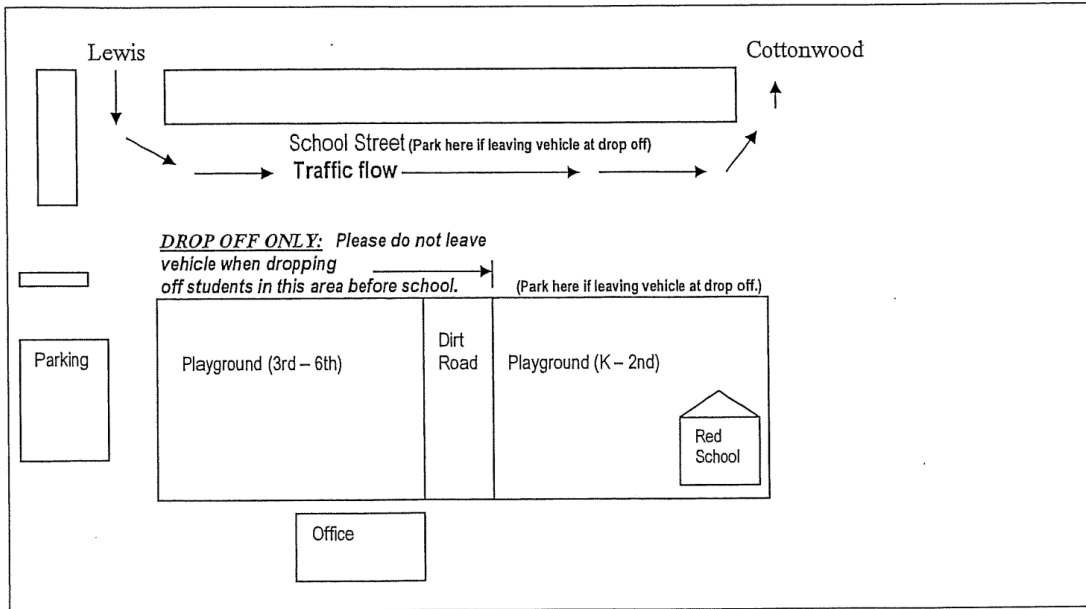 Lewis
Cottonwood
School Street (Park here if leaving vehicle at drop off)
Traffic flow
DROP OFF ONLY: Please do not leave
vehicle when dropping
off students in this area before school.
(Park here if leaving vehicle at drop off.)
Parking
Playground (3rd – 6th)
Dirt
Road
Playground (K – 2nd)
Red
School
Office